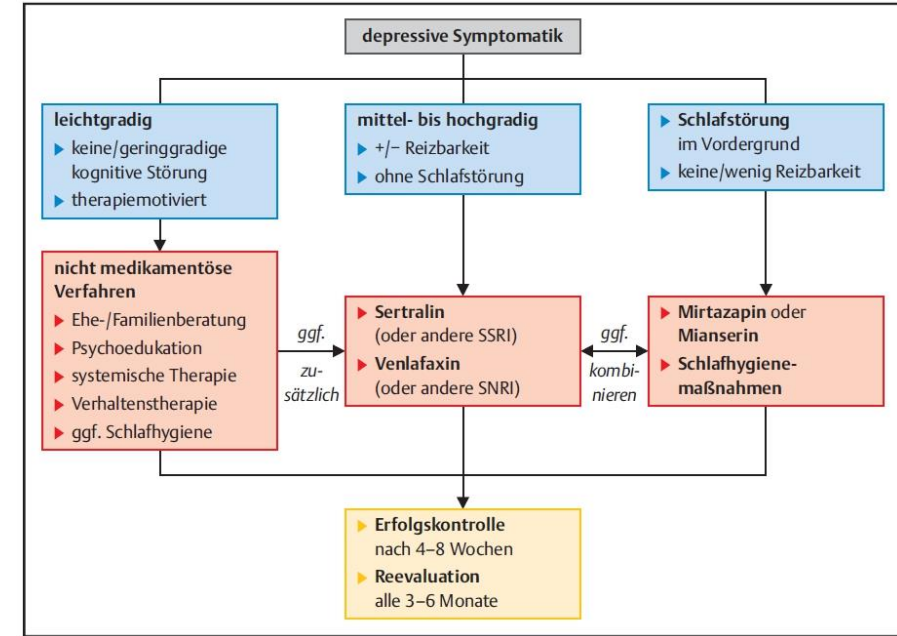 depressive Symptomatik
leichtgradig
keine/geringgradige
kognitive Störung
therapiemotiviert
mittel- bis hochgradig
+/− Reizbarkeit
ohne Schlafstörung
Schlafstörung
im Vordergrund
keine/wenig Reizbarkeit
nicht medikamentöse
Verfahren
Ehe-/Familienberatung
Psychoedukation
systemische Therapie
Verhaltenstherapie
ggf. Schlafhygiene
ggf.
zu-
sätzlich
Sertralin
(oder andere SSRI)
Venlafaxin
(oder andere SNRI)
ggf.
kombi-
nieren
Mirtazapin oder
Mianserin
Schlafhygiene-
maßnahmen
Erfolgskontrolle
nach 4–8 Wochen
Reevaluation
alle 3–6 Monate